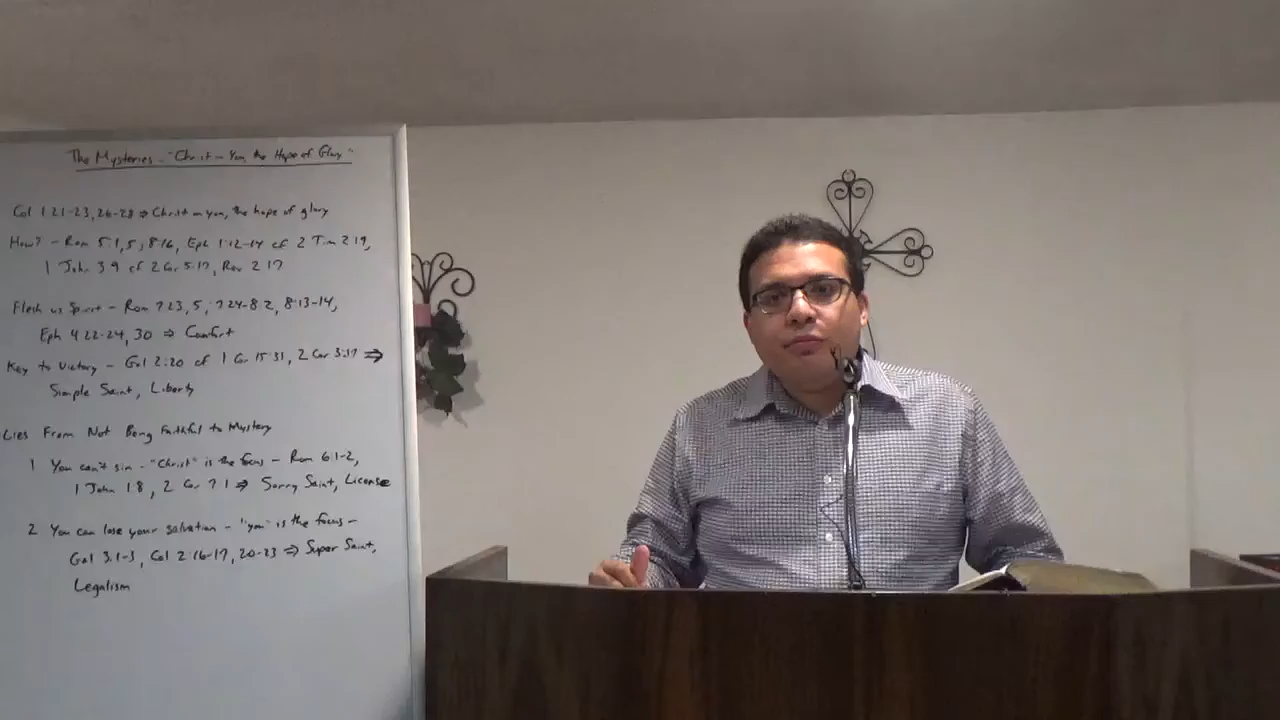 The Mysteries - "Christ in You, the Hope of Glory"
Col 1:21-23, 26-28 ⇒ Christ in you, the hope of glory
How? - Rom 5:1, 5, 8:16, Eph 1:12-14 cf 2 Tim 2:19,
1 John 3:9 cf 2 Cor 5:17, Rev 2:17
Flesh vs Spirit - Rom 7:23, 5, 7:24-8:2, 8:13-14,
Eph 4:22-24, 30 ⇒ Comfort
Key to Victory - Gal 2:20 cf 1 Cor 15:31, 2 Cor 3:17 ⇒
Simple Saint, Liberty
Lies From Not Being Faithful to Mystery
1 You can't sin - "Christ" is the focus - Rom 6:1-2,
1 John 1:8, 2 Cor 7:1 ⇒ Sorry Saint, License
2 You can lose your salvation - "you" is the focus -
Gal 3:1-3, Col 2:16-17, 20-23 ⇒ Super Saint,
Legalism